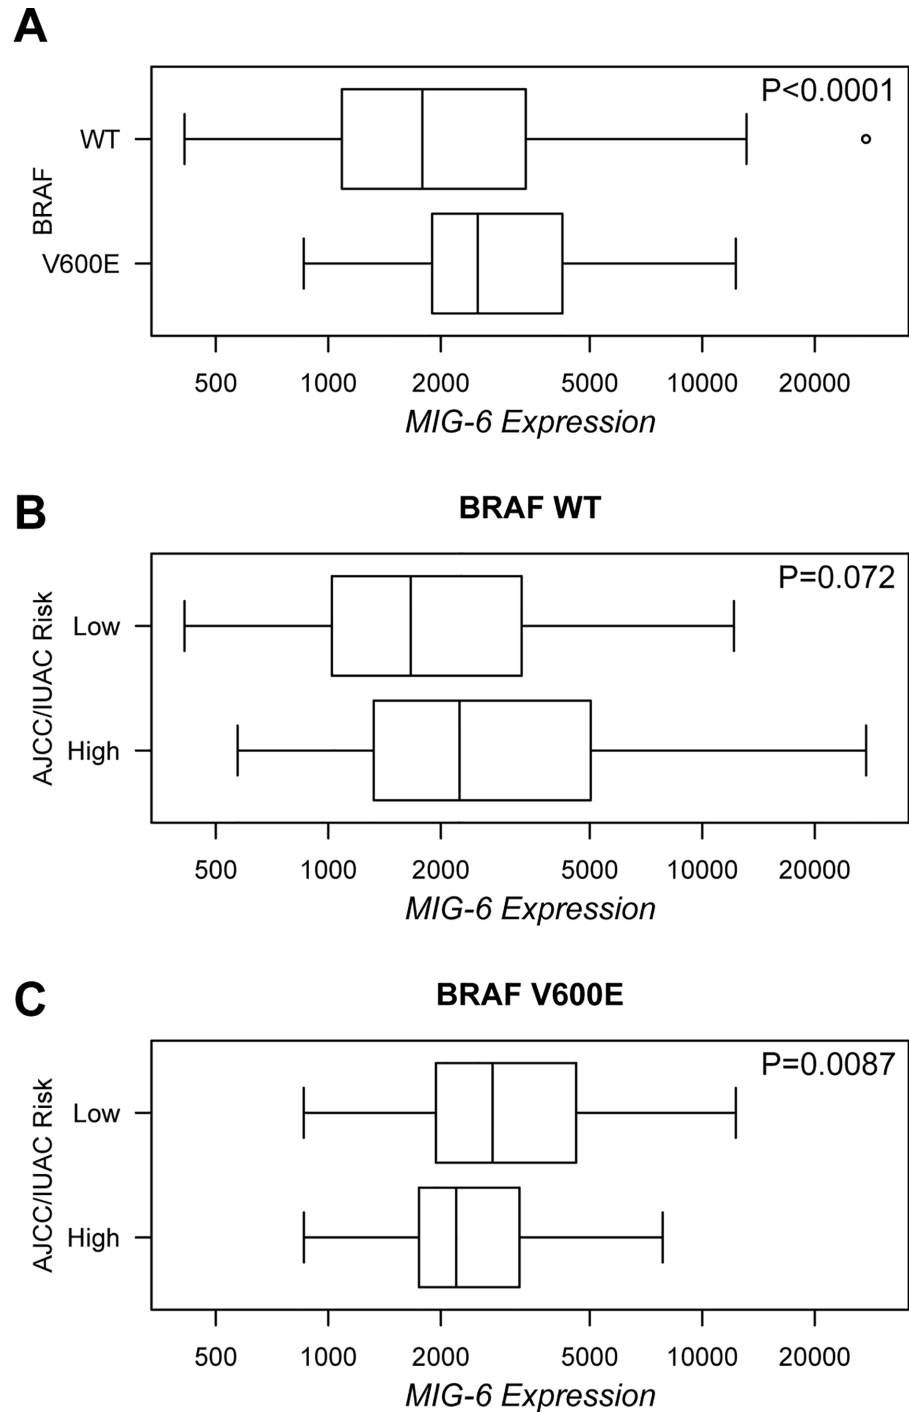 A
P<0.0001
WT
BRAF
V600E
500 1000 2000 5000 10000 20000
MIG-6 Expression
B
BRAF WT
P=0.072
Low
AJCC/IUAC Risk
High
500 1000 2000 5000 10000 20000
MIG-6 Expression
C
BRAF V600E
P=0.0087
Low
AJCC/IUAC Risk
High
500 1000 2000 5000 10000 20000
MIG-6 Expression